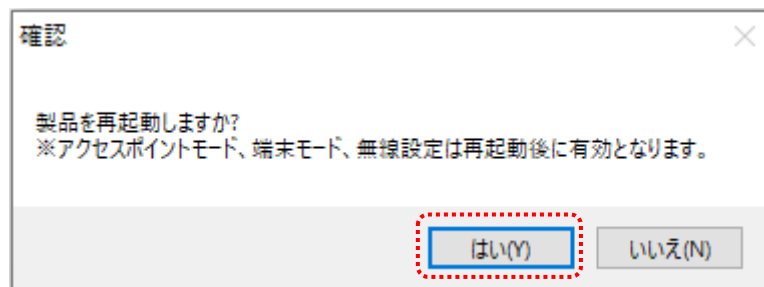 確認
製品を再起動しますか?
※アクセスポイントモード、端末モード、無線設定は再起動後に有効となります。
はい(Y)
いいえ(N)